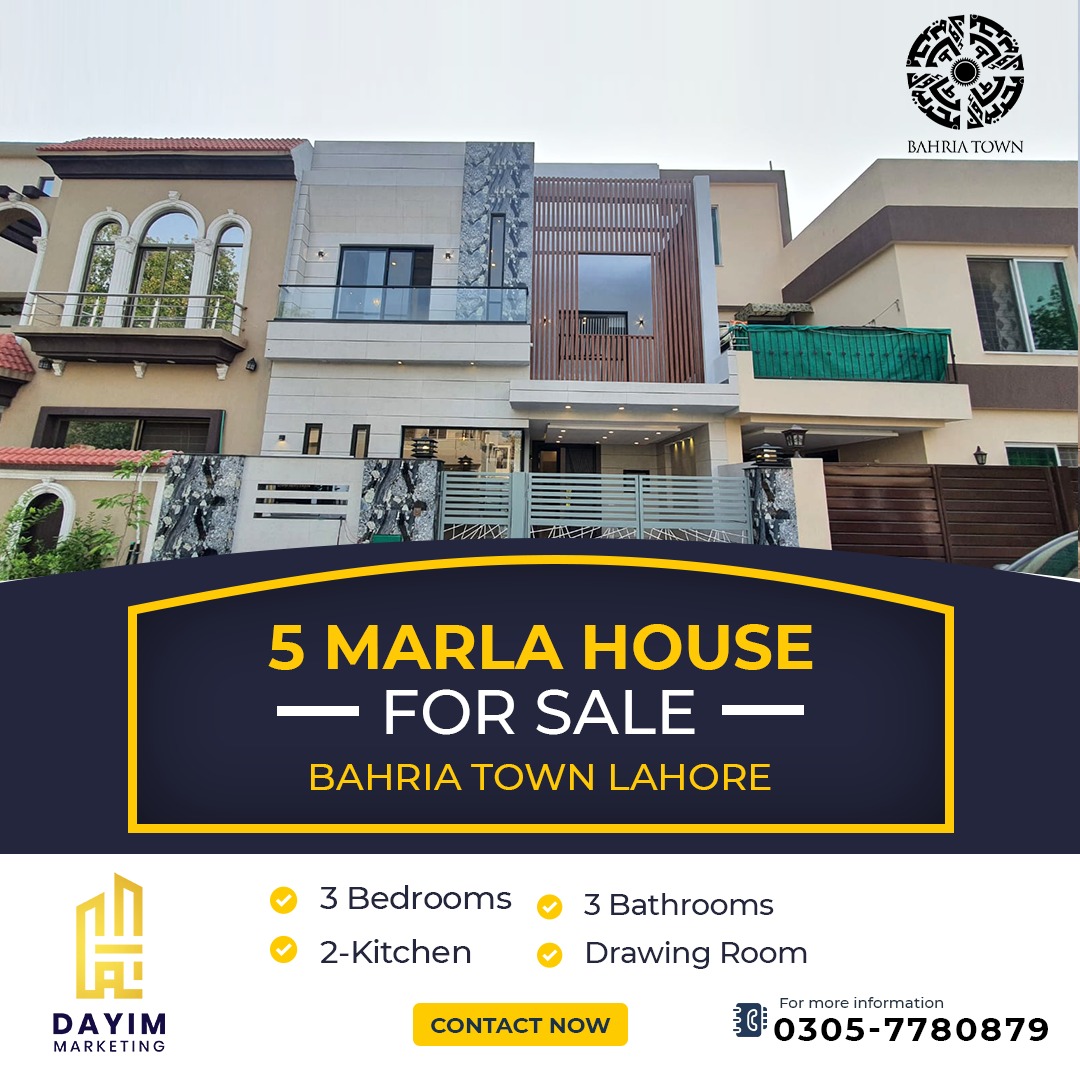 BAHRIA TOWN
5 MARLA HOUSE
FOR SALE
BAHRIA TOWN LAHORE
3 Bedrooms
3 Bathrooms
2-Kitchen
Drawing Room
DAYIM
MARKETING
CONTACT NOW
For more information
0305-7780879